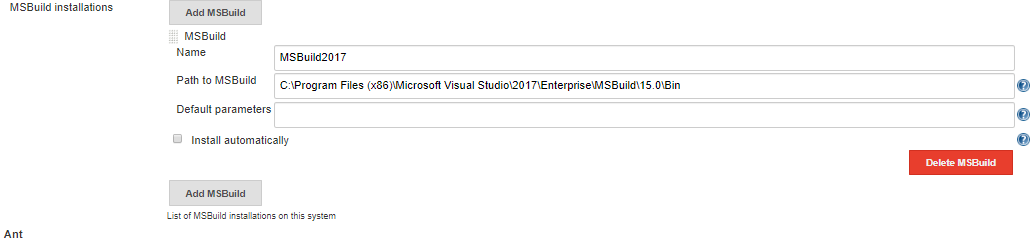 MSBuild installations
Add MSBuild
MSBuild
Name
MSBuild2017
Path to MSBuild
C:\Program Files (x86)\Microsoft Visual Studio\2017\Enterprise\MSBuild\15.0\Bin
Default parameters
Install automatically
Delete MSBuild
Add MSBuild
List of MSBuild installations on this system
Ant